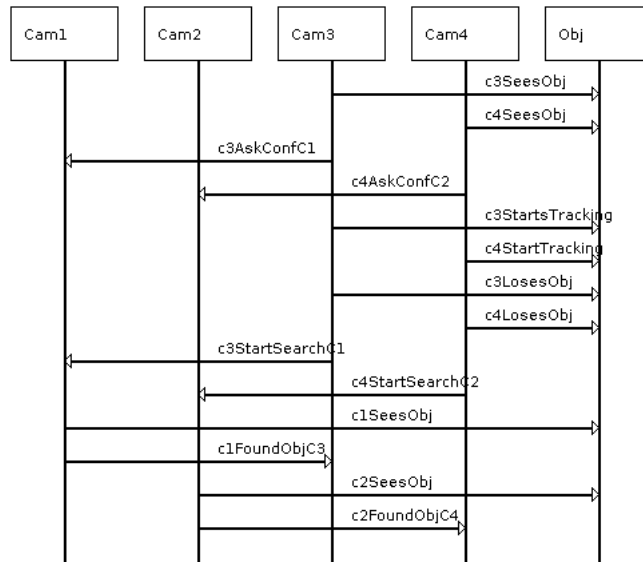 Cam1 Cam2 Cam3 Cam4 Obj
c3SeesObj
c4SeesObj
c3AskConfC1
c4AskConfC2
c3StartsTracking
c4StartTracking
c3LosesObj
c4LosesObj
c3StartSearchC1
c4StartSearchC2
c1SeesObj
c1FoundObjC3
c2SeesObj
c2FoundObjC4